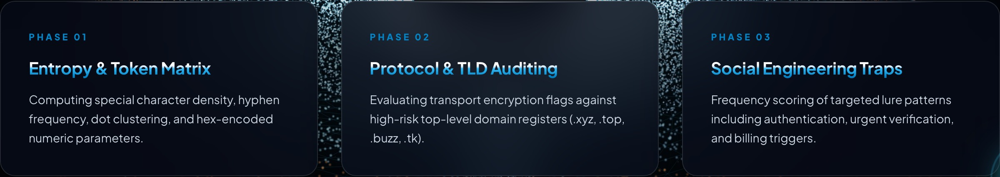 PHASE 01
Entropy & Token Matrix
Computing special character density, hyphen
frequency, dot clustering, and hex-encoded
numeric parameters.
PHASE 02
Protocol & TLD Auditing
Evaluating transport encryption flags against
high-risk top-level domain registers (.xyz, .top,
.buzz, .tk).
PHASE 03
Social Engineering Traps
Frequency scoring of targeted lure patterns
including authentication, urgent verification,
and billing triggers.